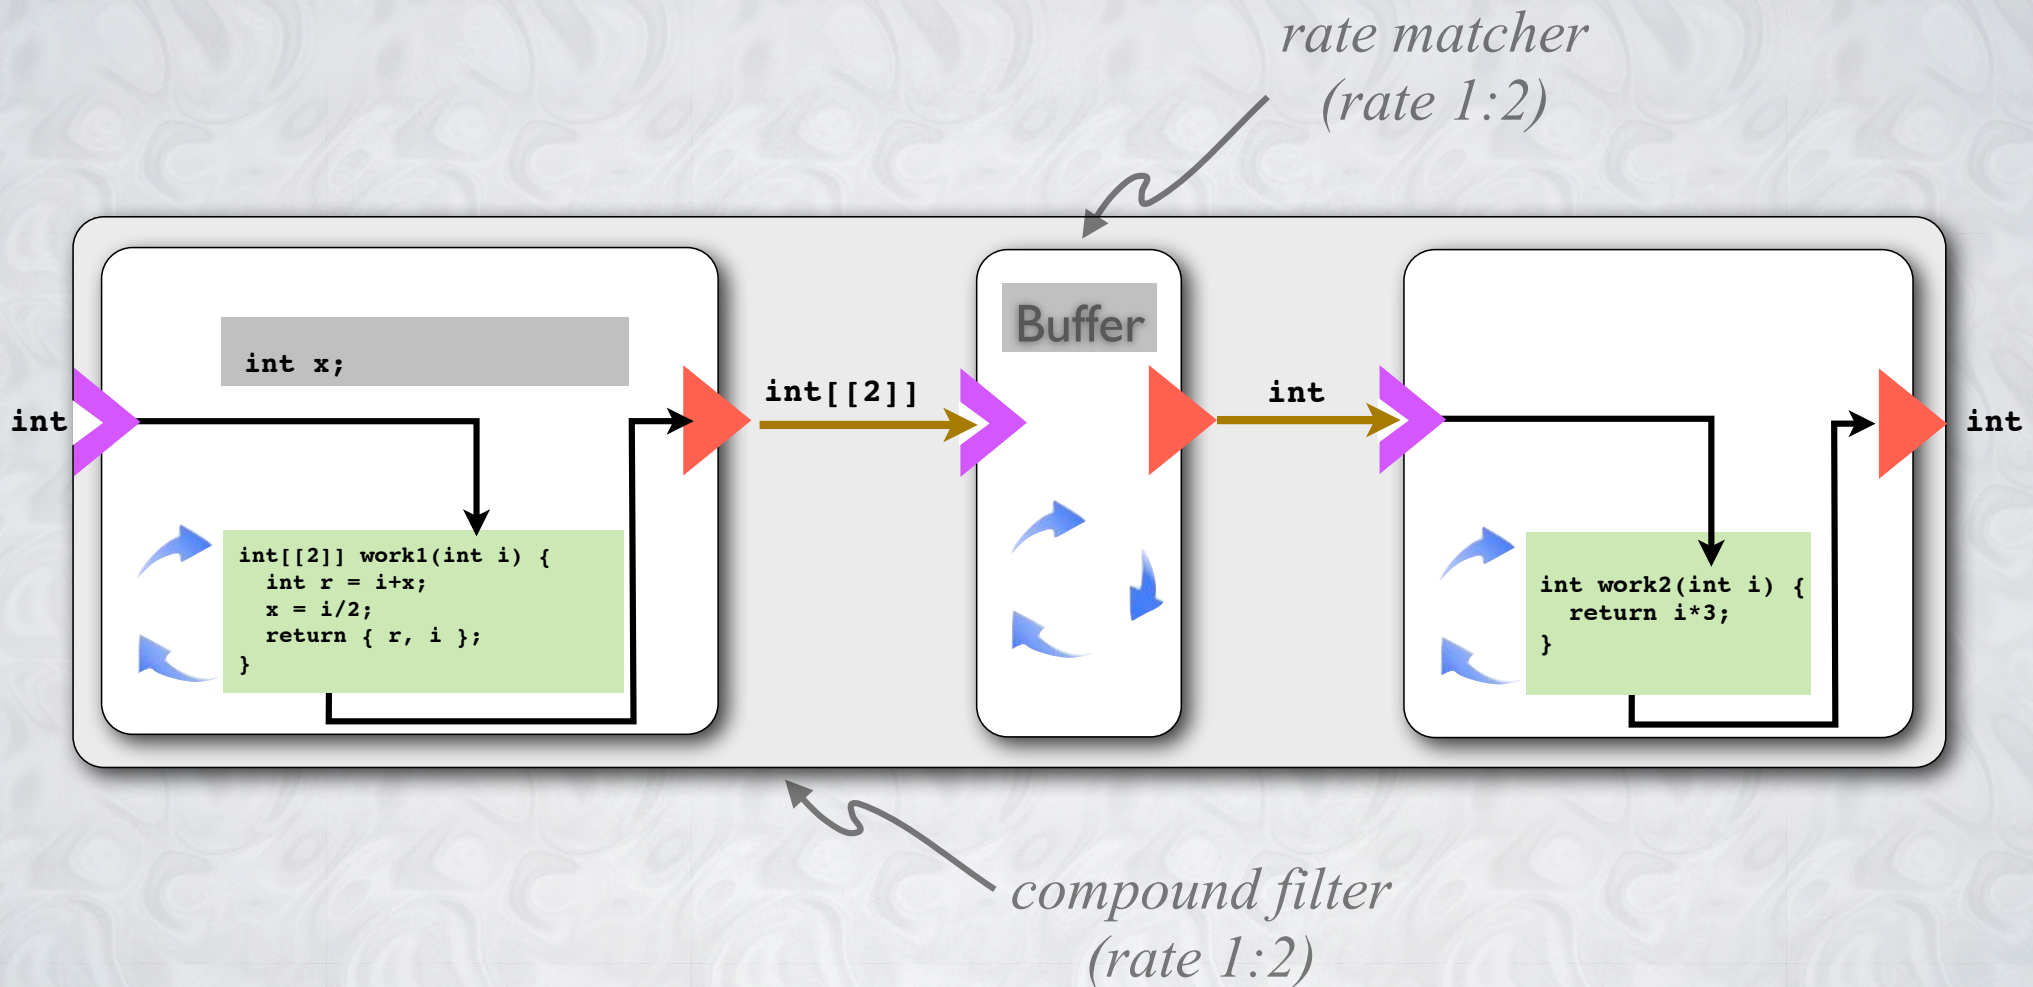 rate matcher
(rate 1:2)
int x;
Buffer
int
int[[2]]
int
int
int[[2]] work1(int i) {
int r = i+x;
x = i/2;
return { r, i };
}
int work2(int i) {
return i*3;
}
compound filter
(rate 1:2)